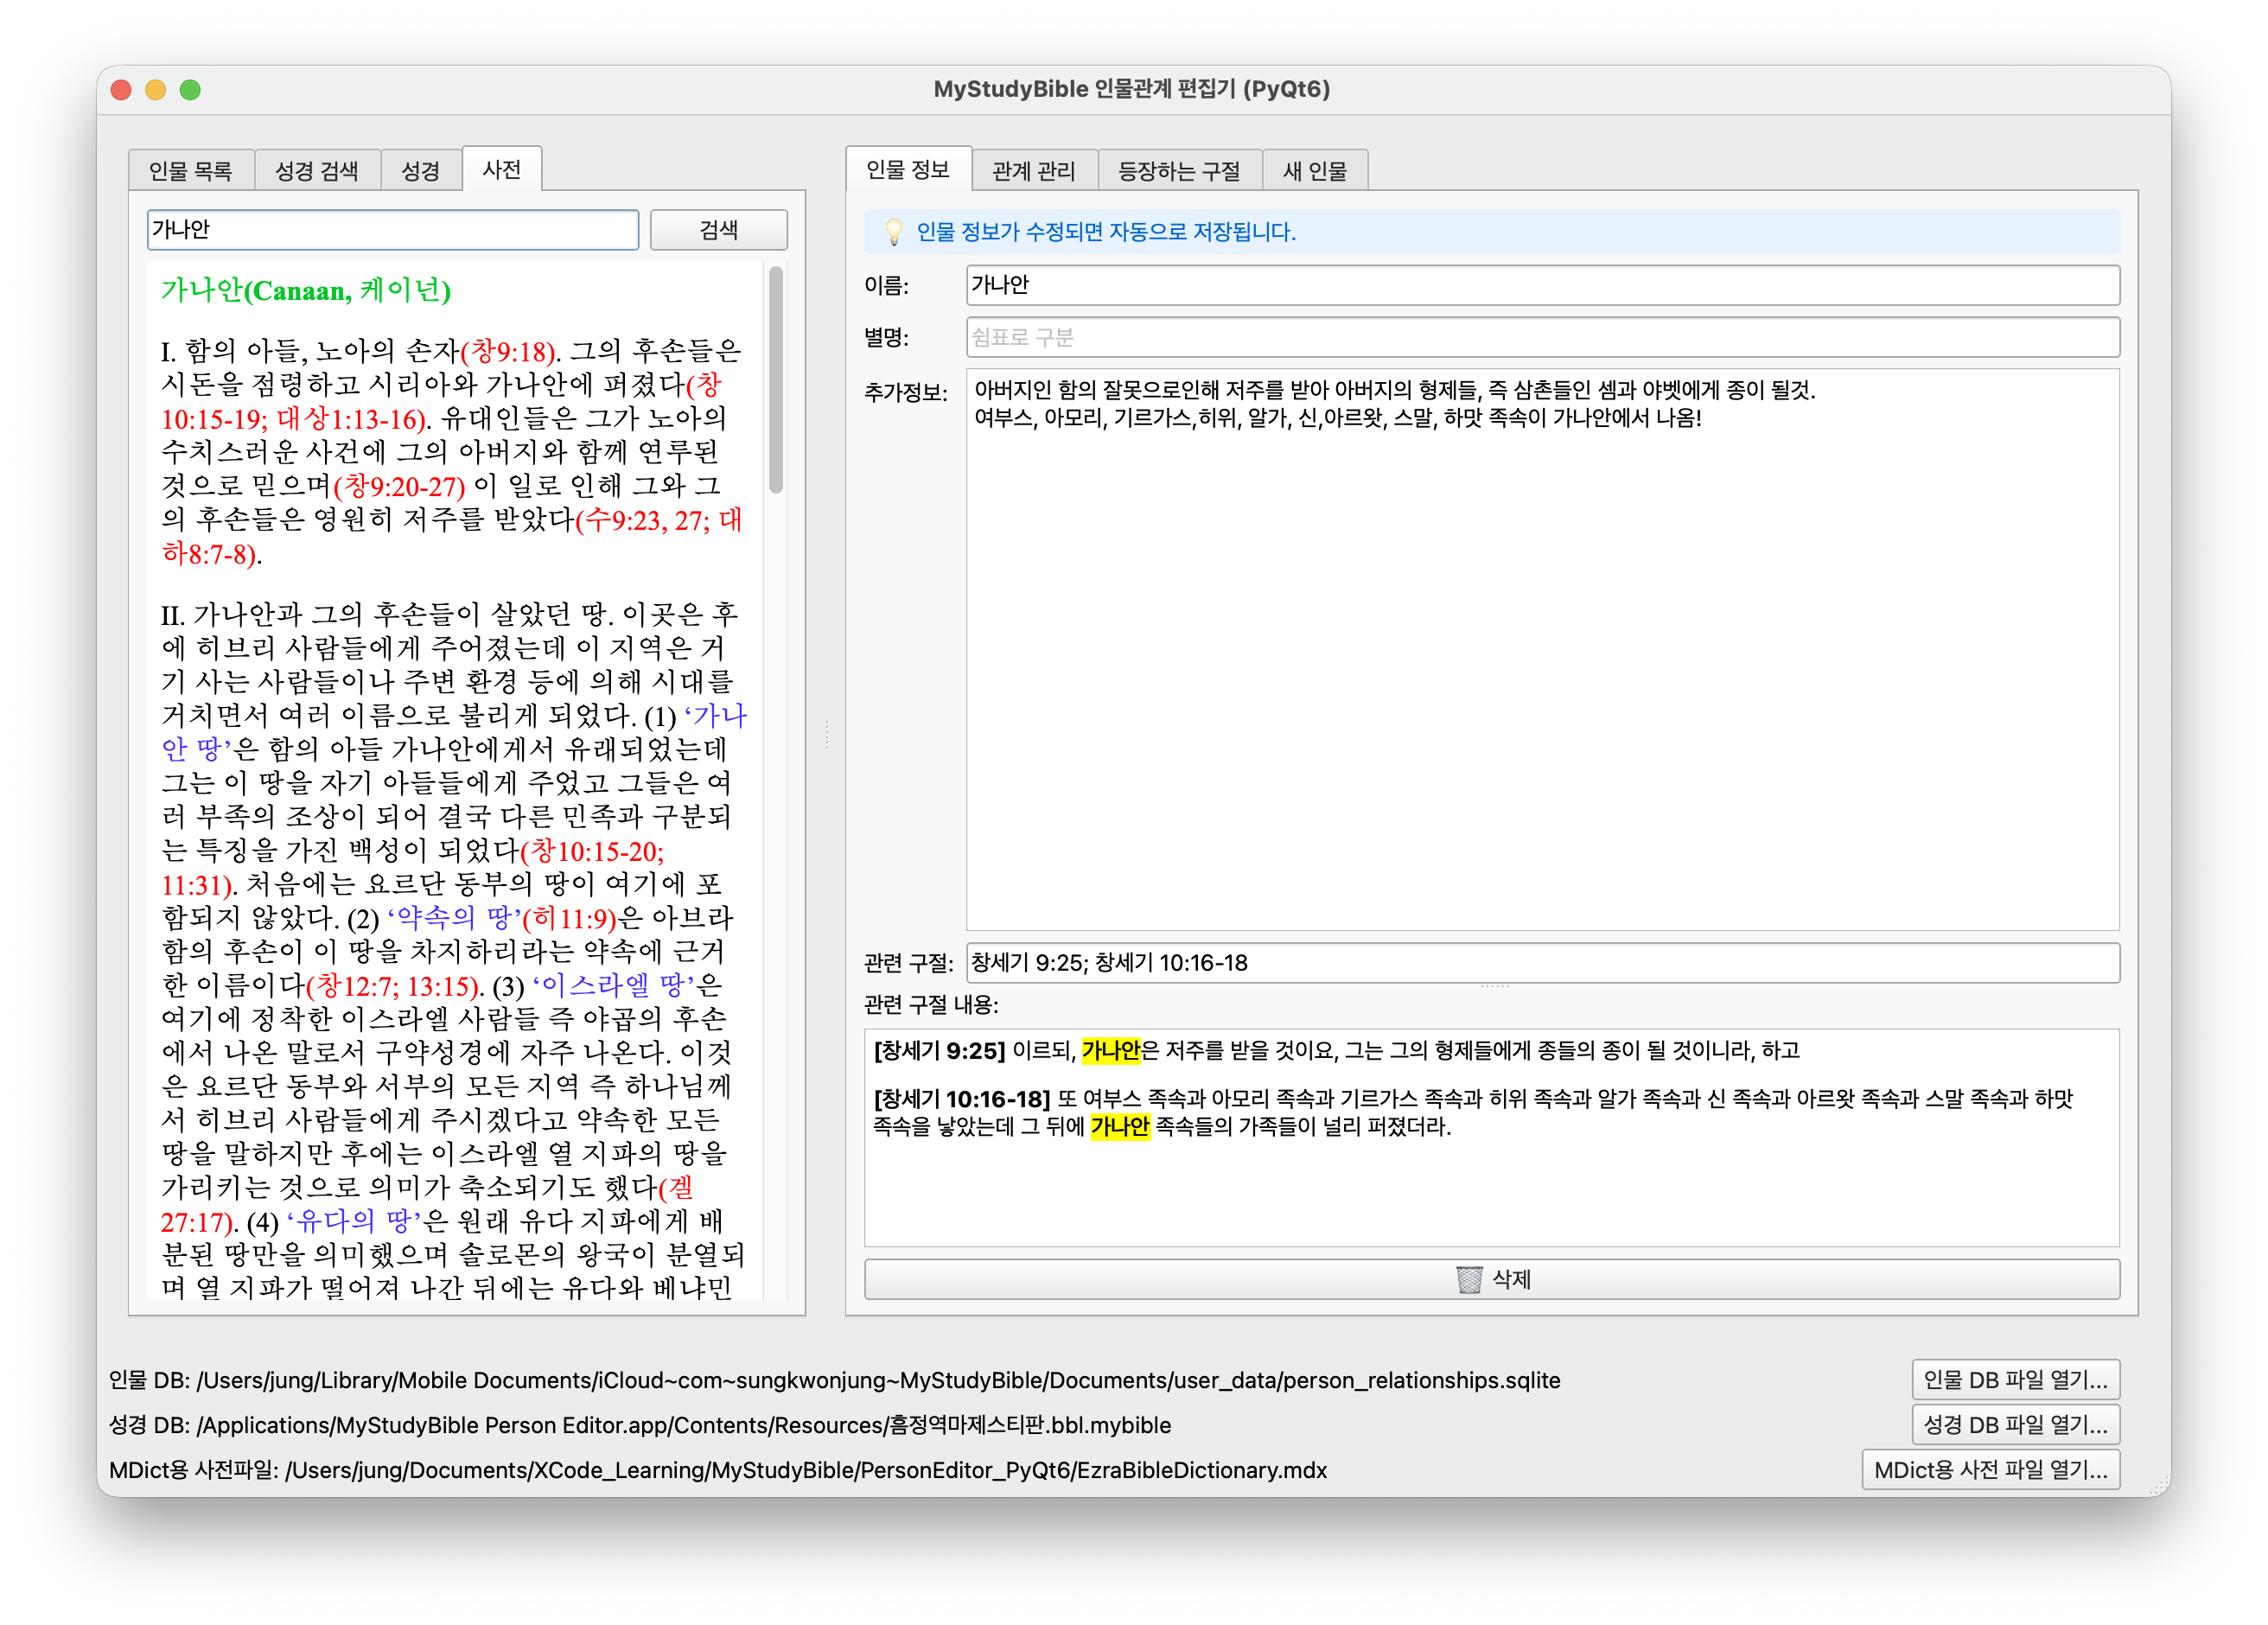 MyStudyBible 인물관계 편집기 (PyQt6)
인물 목록
성경 검색
성경
사전
가나안
검색
가나안(Canaan, 케이넌)
I. 함의 아들, 노아의 손자(창9:18). 그의 후손들은
시돈을 점령하고 시리아와 가나안에 퍼졌다(창
10:15-19; 대상1:13-16). 유대인들은 그가 노아의
수치스러운 사건에 그의 아버지와 함께 연루된
것으로 믿으며(창9:20-27) 이 일로 인해 그와 그
의 후손들은 영원히 저주를 받았다(수9:23, 27; 대
하8:7-8).
II. 가나안과 그의 후손들이 살았던 땅. 이곳은 후
에 히브리 사람들에게 주어졌는데 이 지역은 거
기 사는 사람들이나 주변 환경 등에 의해 시대를
거치면서 여러 이름으로 불리게 되었다. (1) ‘가나
안 땅’은 함의 아들 가나안에게서 유래되었는데
그는 이 땅을 자기 아들들에게 주었고 그들은 여
러 부족의 조상이 되어 결국 다른 민족과 구분되
는 특징을 가진 백성이 되었다(창10:15-20;
11:31). 처음에는 요르단 동부의 땅이 여기에 포
함되지 않았다. (2) ‘약속의 땅’(히11:9)은 아브라
함의 후손이 이 땅을 차지하리라는 약속에 근거
한 이름이다(창12:7; 13:15). (3) ‘이스라엘 땅’은
여기에 정착한 이스라엘 사람들 즉 야곱의 후손
에서 나온 말로서 구약성경에 자주 나온다. 이것
은 요르단 동부와 서부의 모든 지역 즉 하나님께
서 히브리 사람들에게 주시겠다고 약속한 모든
땅을 말하지만 후에는 이스라엘 열 지파의 땅을
가리키는 것으로 의미가 축소되기도 했다(겔
27:17). (4) ‘유다의 땅’은 원래 유다 지파에게 배
분된 땅만을 의미했으며 솔로몬의 왕국이 분열되
며 열 지파가 떨어져 나간 뒤에는 유다와 베냐민
인물 정보
관계 관리
등장하는 구절
새 인물
인물 정보가 수정되면 자동으로 저장됩니다.
이름:
가나안
별명:
쉼표로 구분
추가정보:
아버지인 함의 잘못으로인해 저주를 받아 아버지의 형제들, 즉 삼촌들인 셈과 야벳에게 종이 될것.
여부스, 아모리, 기르가스,히위, 알가, 신,아르왓, 스말, 하맛 족속이 가나안에서 나옴!
관련 구절:
창세기 9:25; 창세기 10:16-18
관련 구절 내용:
[창세기 9:25] 이르되, 가나안은 저주를 받을 것이요, 그는 그의 형제들에게 종들의 종이 될 것이니라, 하고
[창세기 10:16-18] 또 여부스 족속과 아모리 족속과 기르가스 족속과 히위 족속과 알가 족속과 신 족속과 아르왓 족속과 스말 족속과 하맛
족속을 낳았는데 그 뒤에 가나안 족속들의 가족들이 널리 퍼졌더라.
삭제
인물 DB: /Users/jung/Library/Mobile Documents/iCloud~com~sungkwonjung~MyStudyBible/Documents/user_data/person_relationships.sqlite
인물 DB 파일 열기...
성경 DB: /Applications/MyStudyBible Person Editor.app/Contents/Resources/흠정역마제스티판.bbl.mybible
성경 DB 파일 열기...
MDict용 사전파일: /Users/jung/Documents/XCode_Learning/MyStudyBible/PersonEditor_PyQt6/EzraBibleDictionary.mdx
MDict용 사전 파일 열기...